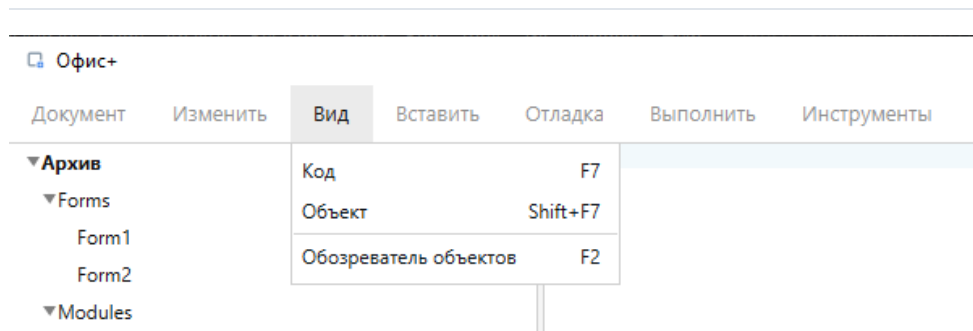 Офис+
Документ Изменить Вид Вставить Отладка Выполнить Инструменты
Архив
Код F7
Forms
Объект Shift+F7
Form1
Обозреватель объектов F2
Form2
Modules